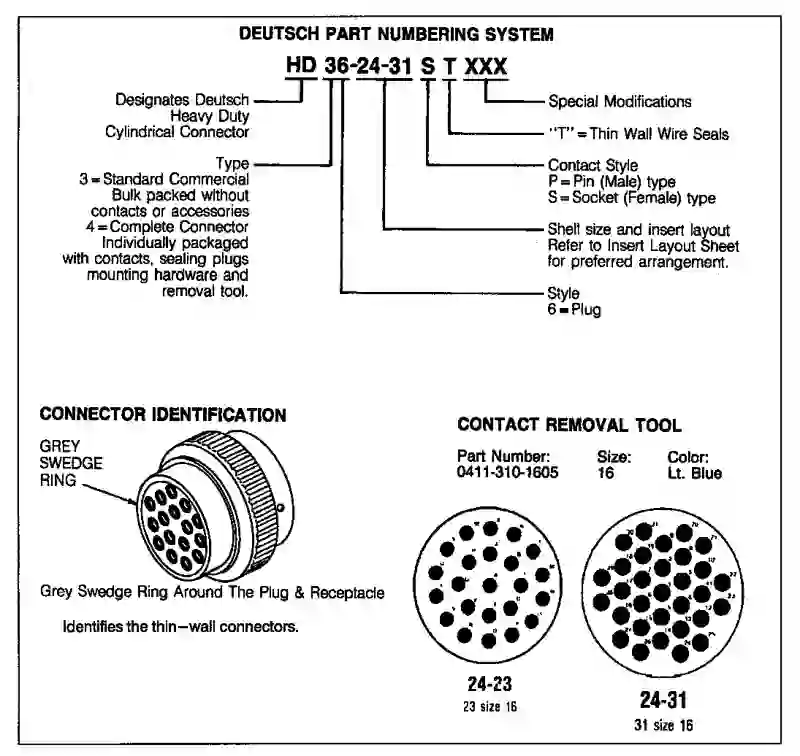 DEUTSCH PART NUMBERING SYSTEM
HD 36-24-31 S T XXX
Designates Deutsch
Heavy Duty
Cylindrical Connector
Type
3=Standard Commercial
Bulk packed without
contacts or accessories
4=Complete Connector
Individually packaged
with contacts, sealing plugs
mounting hardware and
removal tool.
Special Modifications
"T"=Thin Wall Wire Seals
Contact Style
P=Pin (Male) type
S=Socket (Female) type
Shell size and insert layout
Refer to Insert Layout Sheet
for preferred arrangement.
Style
6=Plug
CONNECTOR IDENTIFICATION
GREY
SWEDGE
RING
Grey Swedge Ring Around The Plug & Receptacle
Identifies the thin-wall connectors.
CONTACT REMOVAL TOOL
Part Number: Size: Color:
0411-310-1605 16 Lt. Blue
24-23
23 size 16
24-31
31 size 16